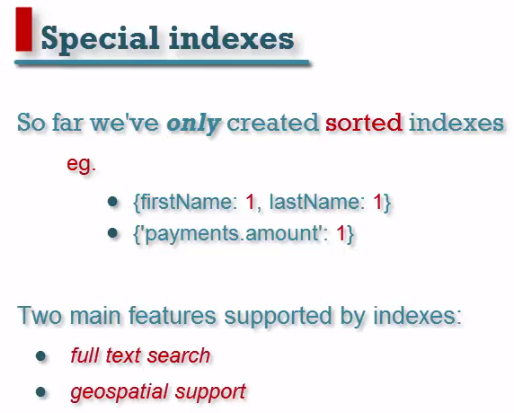 Special indexes
So far we've only created sorted indexes
eg.
• {firstName: 1, lastName: 1}
• {'payments.amount': 1}
Two main features supported by indexes:
• full text search
• geospatial support